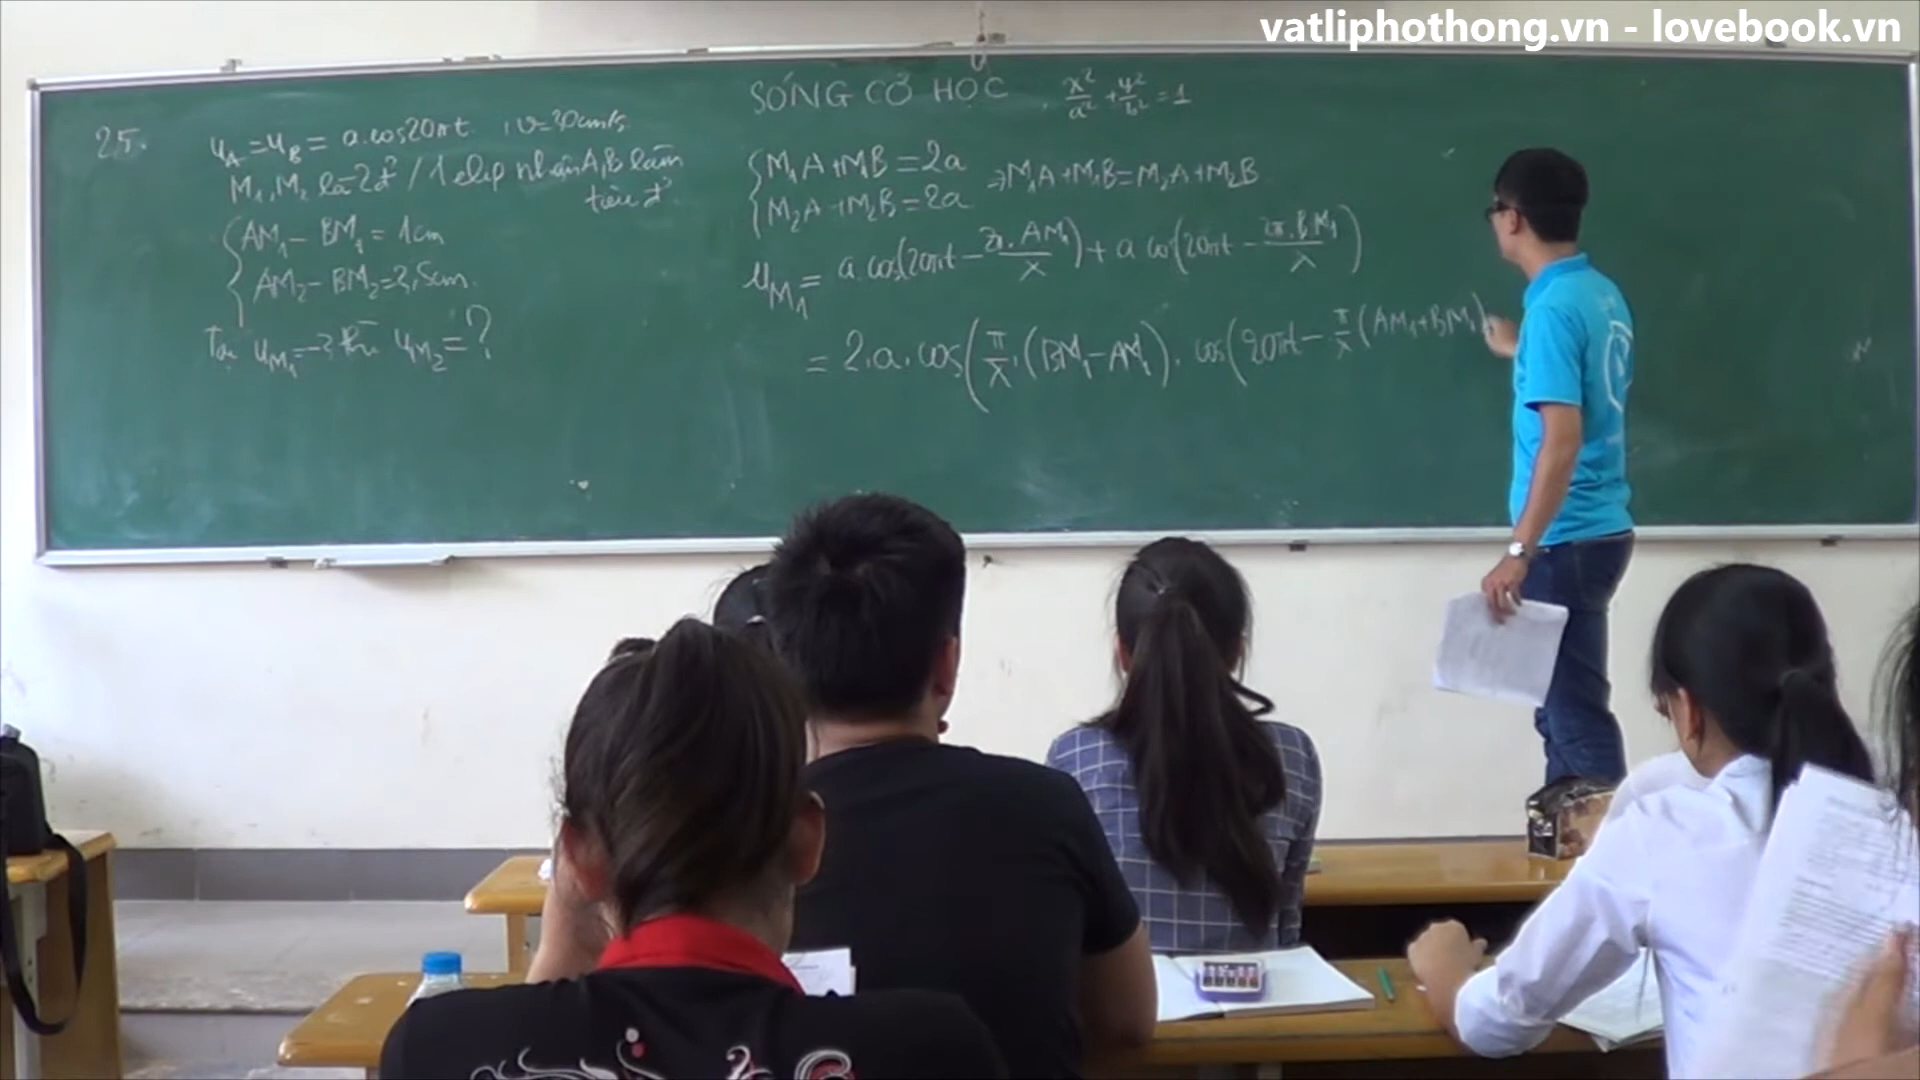 vatliphothong.vn - lovebook.vn
SÓNG CƠ HỌC
x²/a² + y²/b² = 1
25.
u_A = u_B = a.cos20πt , v=30cm/s
M₁, M₂ là 2đ / 1 elip nhận A, B làm
tiêu đ'
AM₁ - BM₁ = 1cm
AM₂ - BM₂ = 3,5cm.
Tại u_M₁ = -3 thì u_M₂ = ?
M₁A + M₁B = 2a
M₂A + M₂B = 2a
⇒ M₁A + M₁B = M₂A + M₂B
u_M₁ = a.cos(20πt - 2π.AM₁/λ) + a cos(20πt - 2π.BM₁/λ)
= 2.a.cos(π/λ.(BM₁ - AM₁)). cos(20πt - π/λ(AM₁+BM₁)